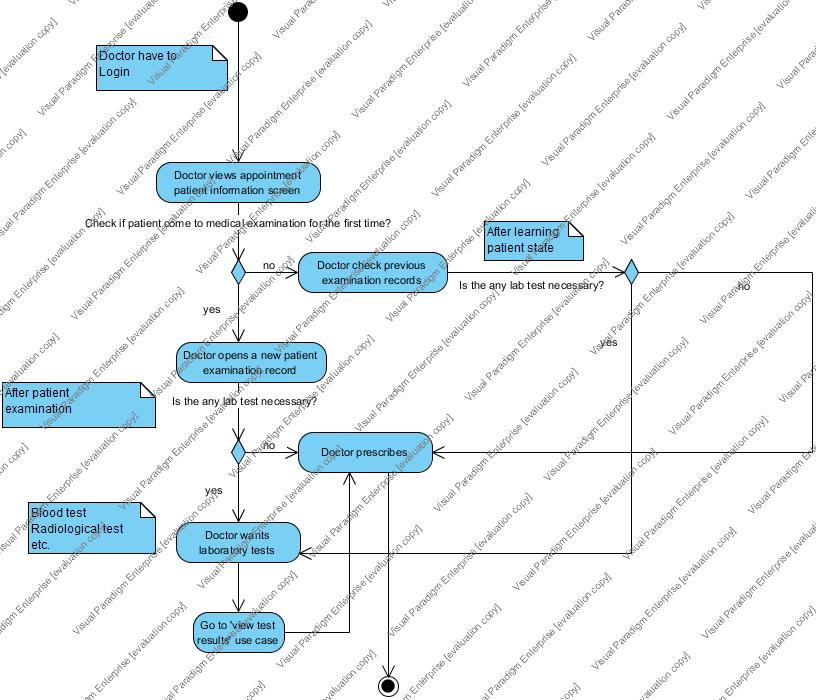 Doctor have to
Login
Doctor views appointment
patient information screen
Check if patient come to medical examination for the first time?
After learning
patient state
no
Doctor check previous
examination records
Is the any lab test necessary?
no
yes
yes
Doctor opens a new patient
examination record
After patient
examination
Is the any lab test necessary?
no
Doctor prescribes
yes
Blood test
Radiological test
etc.
Doctor wants
laboratory tests
Go to 'view test
results' use case
Visual Paradigm Enterprise [evaluation copy]